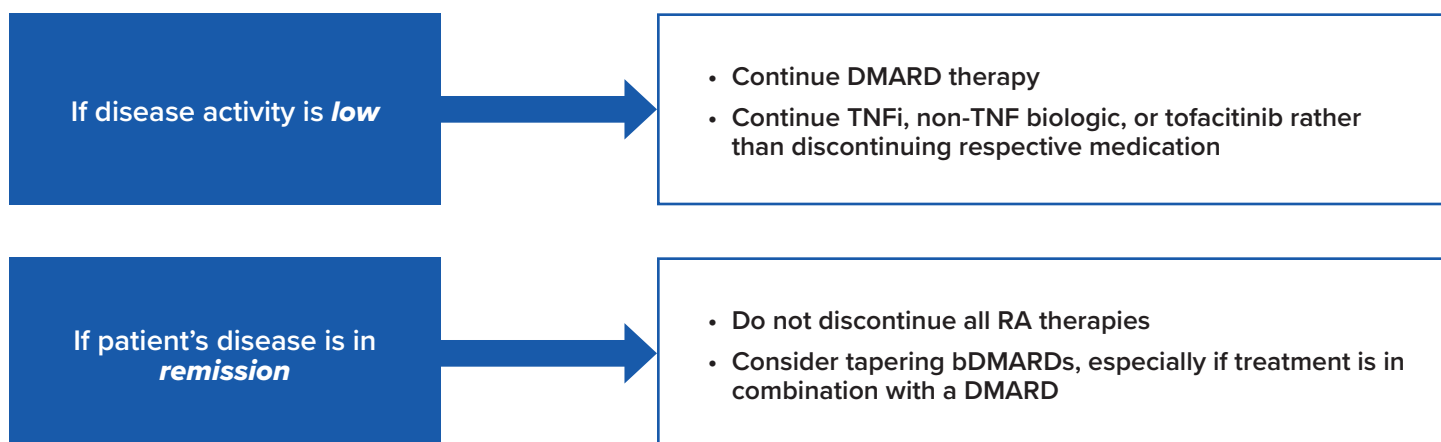 If disease activity is low
• Continue DMARD therapy
• Continue TNFi, non-TNF biologic, or tofacitinib rather
than discontinuing respective medication
If patient’s disease is in
remission
• Do not discontinue all RA therapies
• Consider tapering bDMARDs, especially if treatment is in
combination with a DMARD